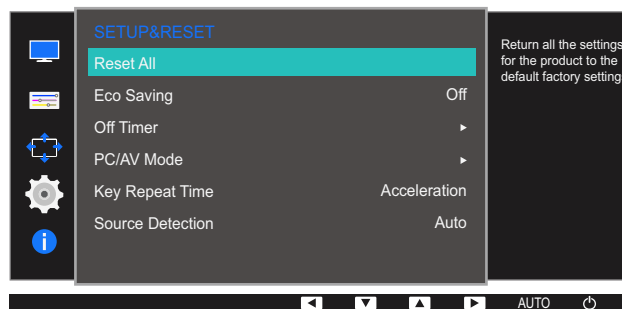 SETUP&RESET
Reset All
Eco Saving Off
Off Timer
PC/AV Mode
Key Repeat Time Acceleration
Source Detection Auto
Return all the settings
for the product to the
default factory setting
AUTO